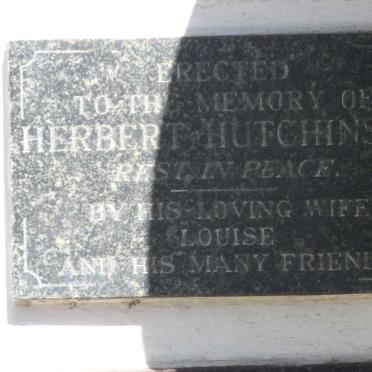 ERECTED
TO THE MEMORY OF
HERBERT HUTCHINS
REST IN PEACE.
BY HIS LOVING WIFE
LOUISE
AND HIS MANY FRIEND